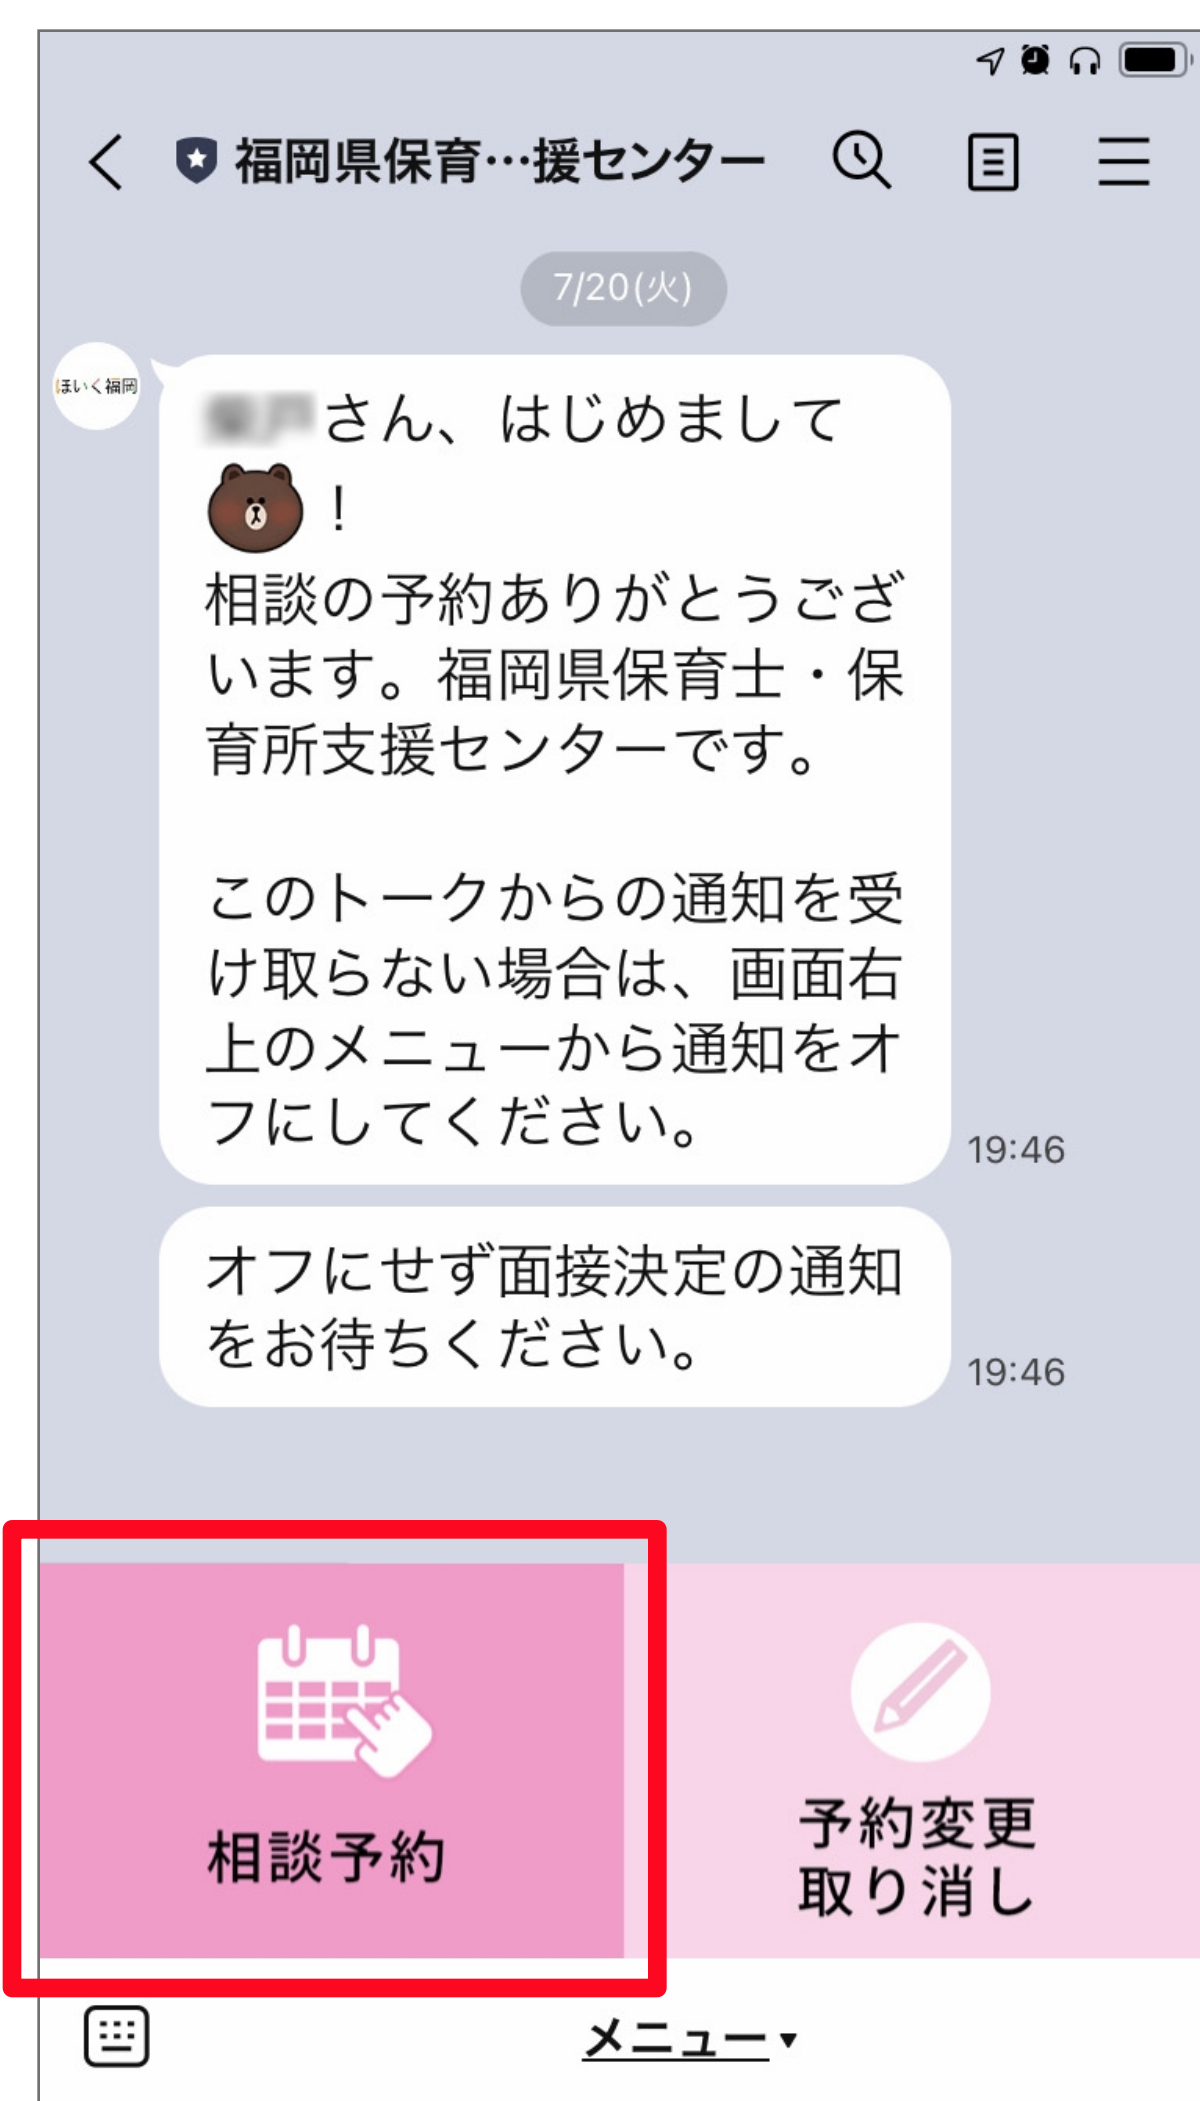 福岡県保育…援センター
7/20(火)
ほいく福岡
さん、はじめまして
！
相談の予約ありがとうござ
います。福岡県保育士・保
育所支援センターです。
このトークからの通知を受
け取らない場合は、画面右
上のメニューから通知をオ
フにしてください。
19:46
オフにせず面接決定の通知
をお待ちください。
19:46
相談予約
予約変更
取り消し
メニュー▼